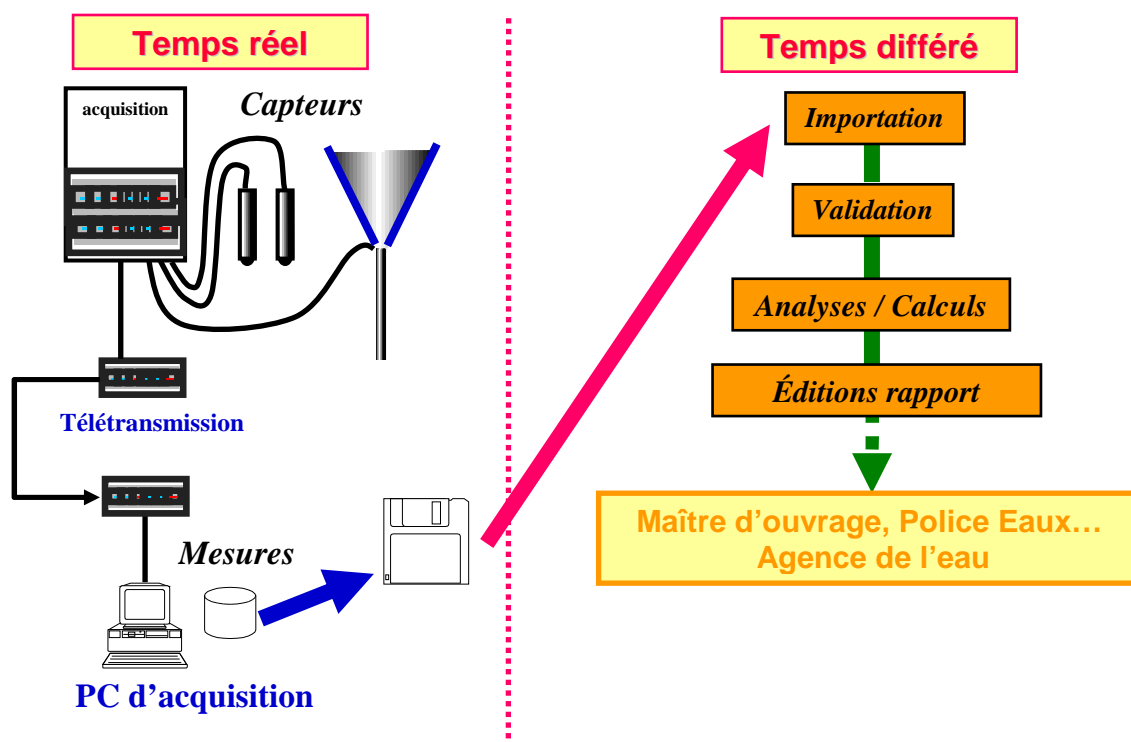 Temps réel
acquisition
Capteurs
Télétransmission
Mesures
PC d’acquisition
Temps différé
Importation
Validation
Analyses / Calculs
Éditions rapport
Maître d’ouvrage, Police Eaux…
Agence de l’eau